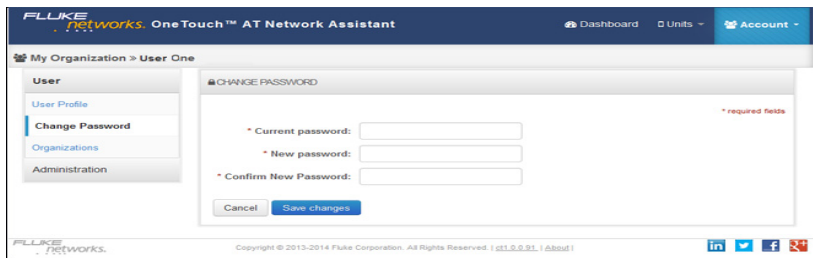 FLUKE
networks. OneTouch™ AT Network Assistant
Dashboard Units Account
My Organization » User One
User
User Profile
Change Password
Organizations
Administration
CHANGE PASSWORD
* required fields
* Current password:
* New password:
* Confirm New Password:
Cancel Save changes
FLUKE
networks.
Copyright © 2013-2014 Fluke Corporation. All Rights Reserved. | ct1.0.0.91 | About |
in f g+